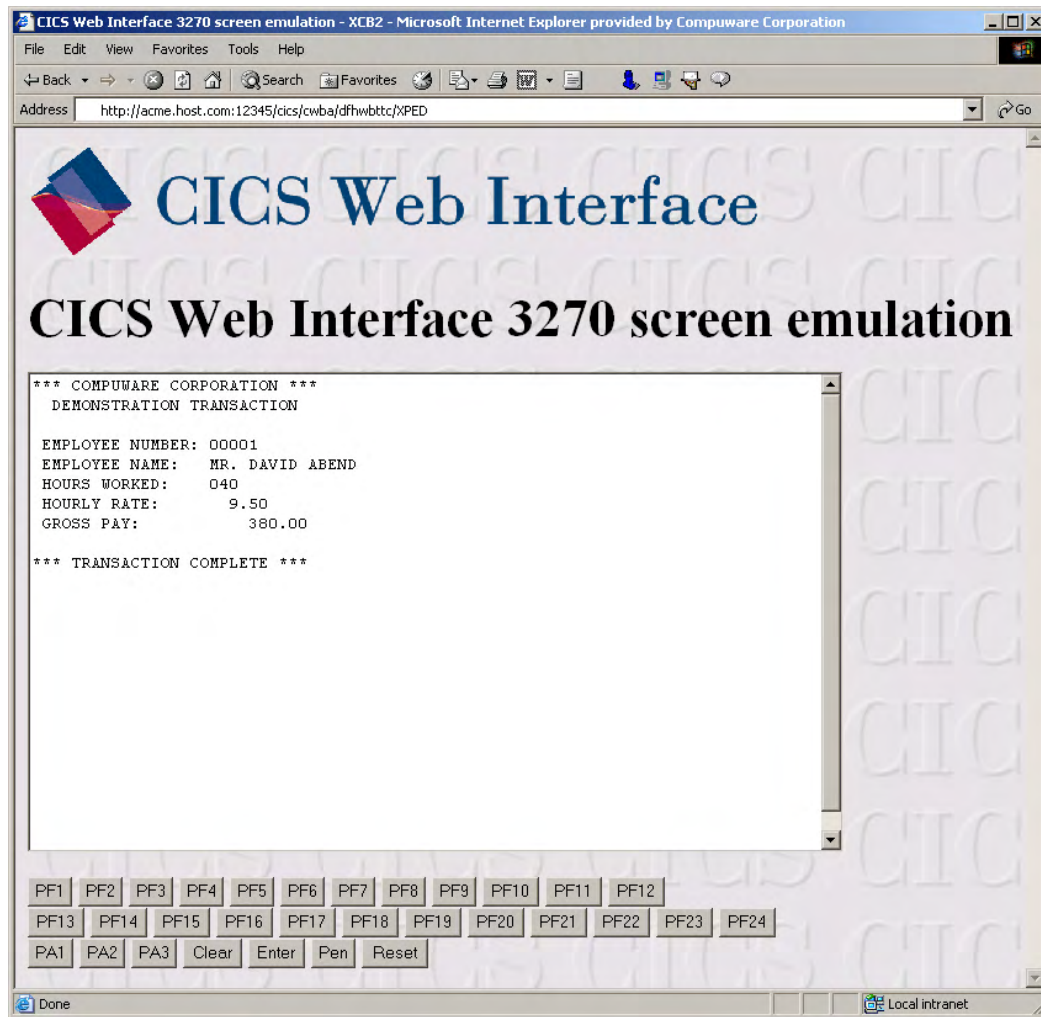 CICS Web Interface 3270 screen emulation - XCB2 - Microsoft Internet Explorer provided by Compuware Corporation
File Edit View Favorites Tools Help
Back Search Favorites
Address http://acme.host.com:12345/cics/cwba/dfhwbttc/XPED Go
CICS Web Interface
CICS Web Interface 3270 screen emulation
*** COMPUWARE CORPORATION ***
DEMONSTRATION TRANSACTION
EMPLOYEE NUMBER: 00001
EMPLOYEE NAME: MR. DAVID ABEND
HOURS WORKED: 040
HOURLY RATE: 9.50
GROSS PAY: 380.00
*** TRANSACTION COMPLETE ***
PF1 PF2 PF3 PF4 PF5 PF6 PF7 PF8 PF9 PF10 PF11 PF12
PF13 PF14 PF15 PF16 PF17 PF18 PF19 PF20 PF21 PF22 PF23 PF24
PA1 PA2 PA3 Clear Enter Pen Reset
Done Local intranet